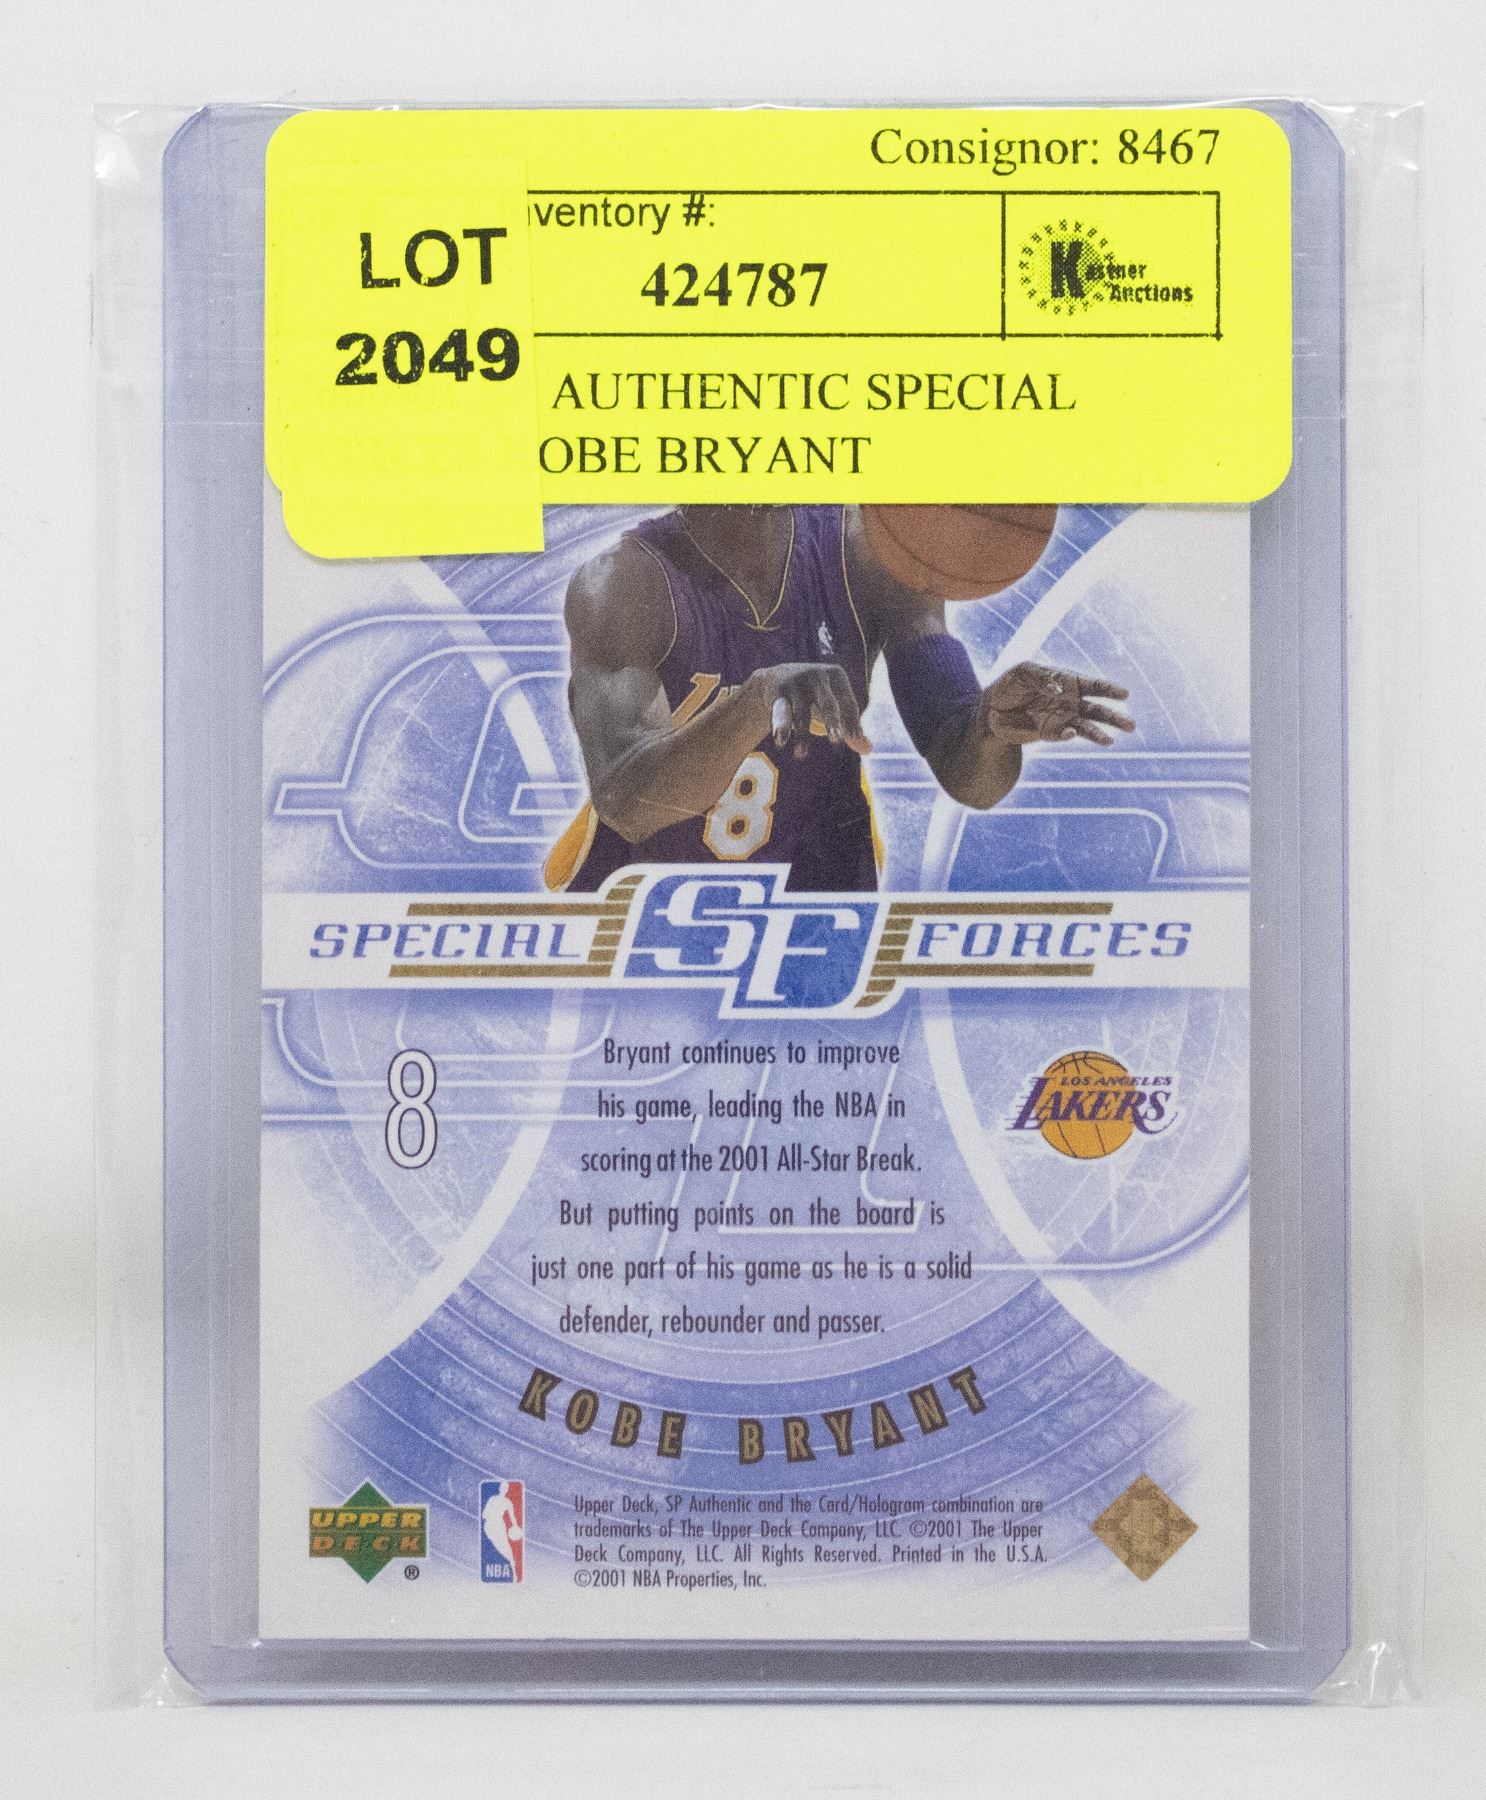 Consignor: 8467
LOT
2049
nventory #:
424787
Kastner
Auctions
AUTHENTIC SPECIAL
FORCES OBE BRYANT
8
SPECIAL SF FORCES
8
LOS ANGELES
LAKERS
Bryant continues to improve
his game, leading the NBA in
scoring at the 2001 All-Star Break.
But putting points on the board is
just one part of his game as he is a solid
defender, rebounder and passer.
KOBE BRYANT
UPPER
DECK
®
NBA
Upper Deck, SP Authentic and the Card/Hologram combination are
trademarks of The Upper Deck Company, LLC. ©2001 The Upper
Deck Company, LLC. All Rights Reserved. Printed in the U.S.A.
©2001 NBA Properties, Inc.